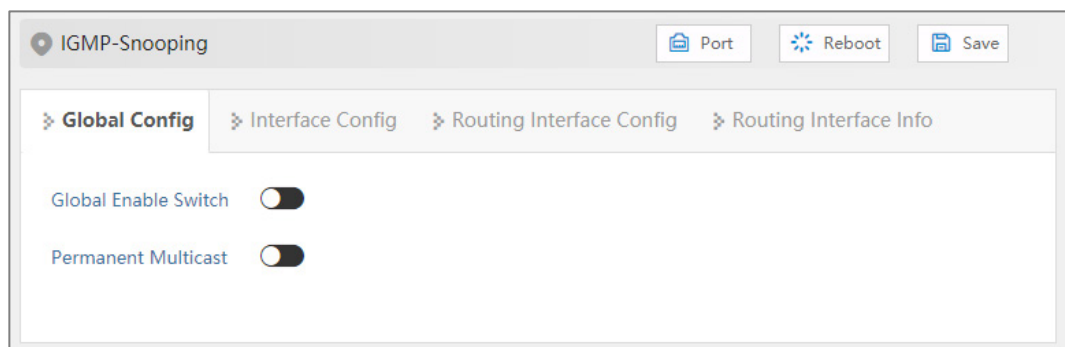 IGMP-Snooping Port Reboot Save
Global Config Interface Config Routing Interface Config Routing Interface Info
Global Enable Switch
Permanent Multicast